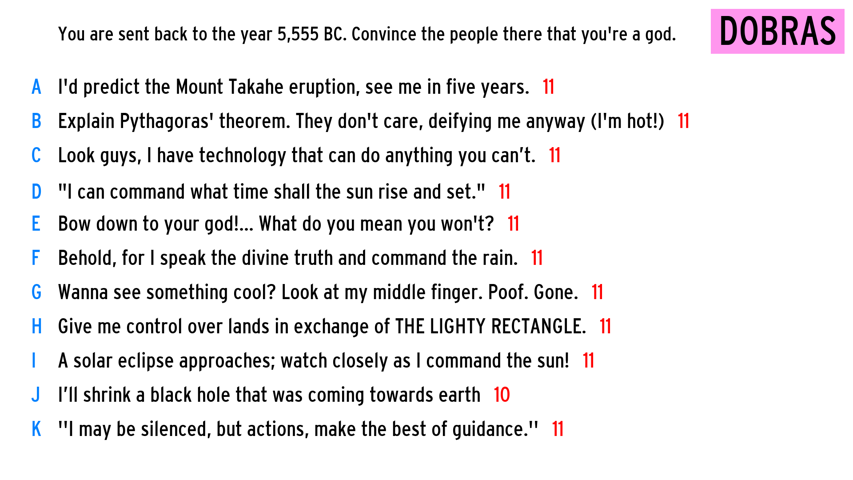 You are sent back to the year 5,555 BC. Convince the people there that you're a god. DOBRAS
A I'd predict the Mount Takahe eruption, see me in five years. 11
B Explain Pythagoras' theorem. They don't care, deifying me anyway (I'm hot!) 11
C Look guys, I have technology that can do anything you can’t. 11
D "I can command what time shall the sun rise and set." 11
E Bow down to your god!... What do you mean you won't? 11
F Behold, for I speak the divine truth and command the rain. 11
G Wanna see something cool? Look at my middle finger. Poof. Gone. 11
H Give me control over lands in exchange of THE LIGHTY RECTANGLE. 11
I A solar eclipse approaches; watch closely as I command the sun! 11
J I’ll shrink a black hole that was coming towards earth 10
K ''I may be silenced, but actions, make the best of guidance.'' 11